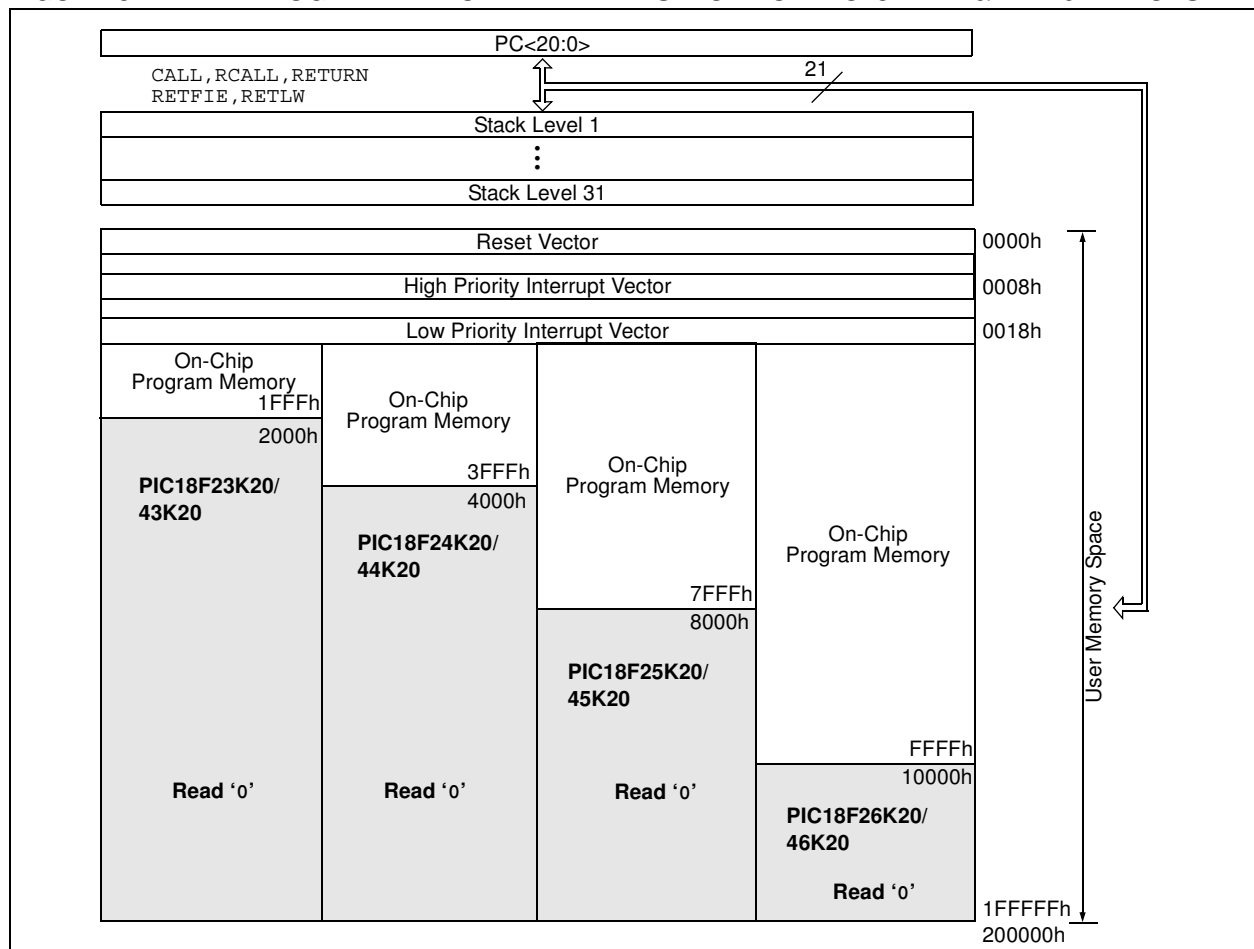 PC<20:0>
CALL,RCALL,RETURN
RETFIE,RETLW
21
Stack Level 1
Stack Level 31
Reset Vector
0000h
High Priority Interrupt Vector
0008h
Low Priority Interrupt Vector
0018h
On-Chip
Program Memory
1FFFh
2000h
PIC18F23K20/
43K20
Read ‘0’
On-Chip
Program Memory
3FFFh
4000h
PIC18F24K20/
44K20
Read ‘0’
On-Chip
Program Memory
7FFFh
8000h
PIC18F25K20/
45K20
Read ‘0’
On-Chip
Program Memory
FFFFh
10000h
PIC18F26K20/
46K20
Read ‘0’
1FFFFFh
200000h
User Memory Space